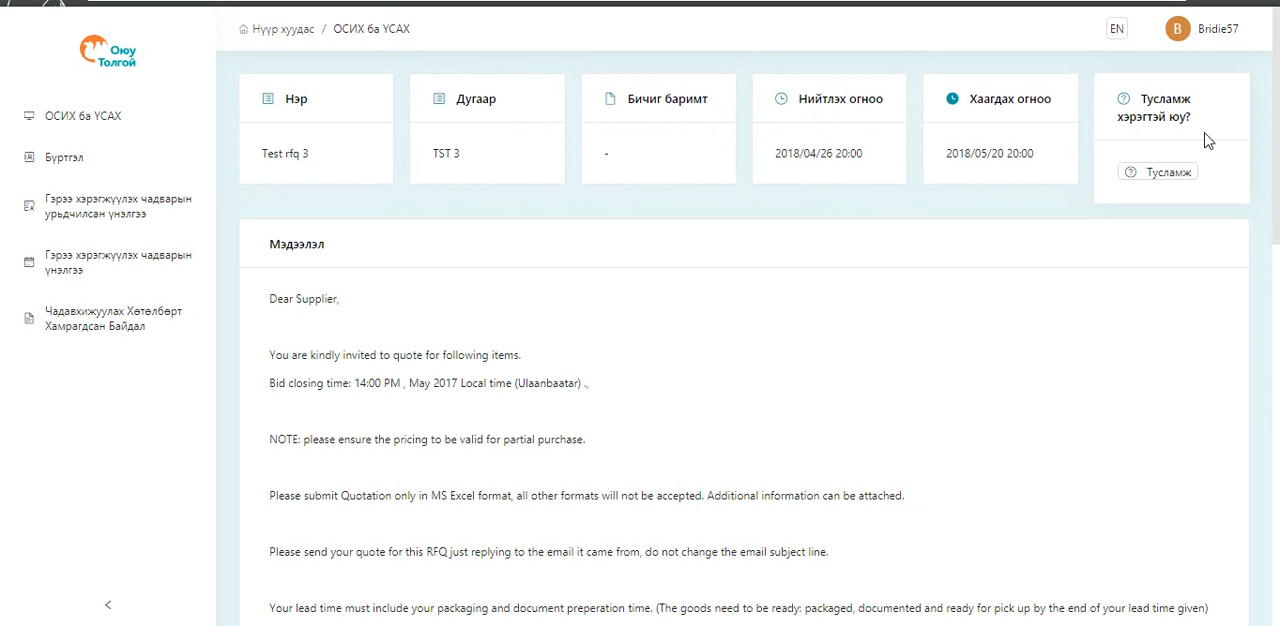 Нүүр хуудас / ОСИХ ба ҮСАХ
EN
B
Bridie57
Оюу
Толгой
ОСИХ ба ҮСАХ
Бүртгэл
Гэрээ хэрэгжүүлэх чадварын
урьдчилсан үнэлгээ
Гэрээ хэрэгжүүлэх чадварын
үнэлгээ
Чадавхижуулах Хөтөлбөрт
Хамрагдсан Байдал
Нэр
Test rfq 3
Дугаар
TST 3
Бичиг баримт
-
Нийтлэх огноо
2018/04/26 20:00
Хаагдах огноо
2018/05/20 20:00
Тусламж
хэрэгтэй юу?
Тусламж
Мэдээлэл
Dear Supplier,
You are kindly invited to quote for following items.
Bid closing time: 14:00 PM , May 2017 Local time (Ulaanbaatar) .,
NOTE: please ensure the pricing to be valid for partial purchase.
Please submit Quotation only in MS Excel format, all other formats will not be accepted. Additional information can be attached.
Please send your quote for this RFQ just replying to the email it came from, do not change the email subject line.
Your lead time must include your packaging and document preperation time. (The goods need to be ready: packaged, documented and ready for pick up by the end of your lead time given)